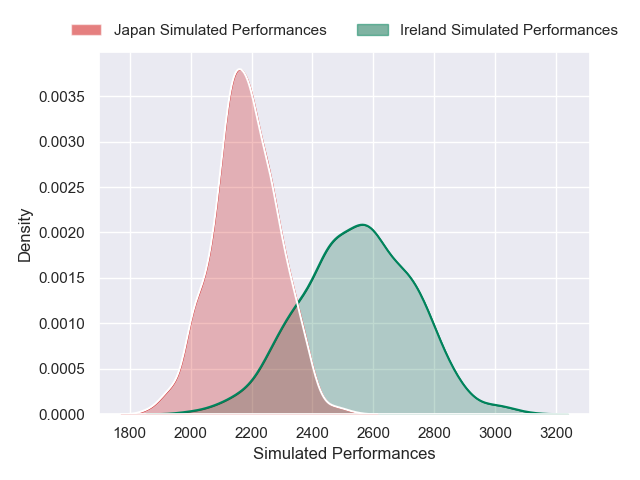 Japan Simulated Performances
Ireland Simulated Performances
0.0035
0.0030
0.0025
0.0020
0.0015
0.0010
0.0005
0.0000
Density
1800 2000 2200 2400 2600 2800 3000 3200
Simulated Performances